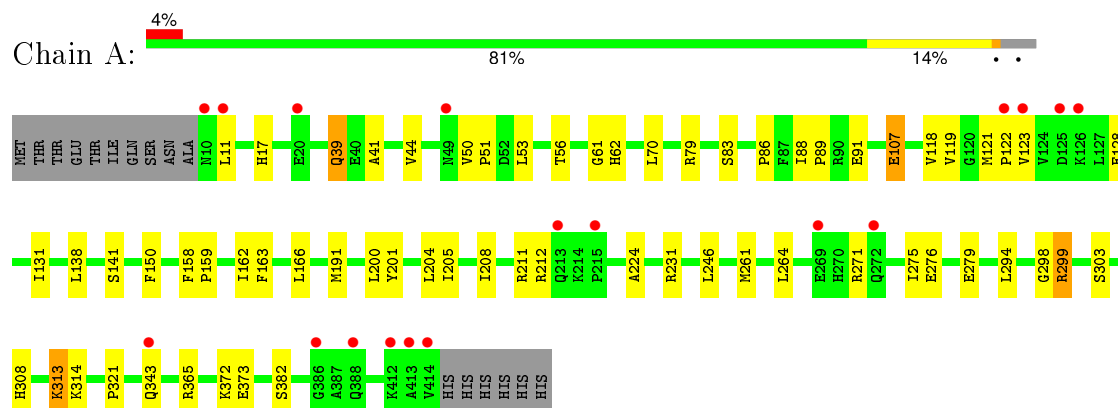 4%
Chain A:
81% 14% • •
MET THR THR GLU THR ILE GLN SER ASN ALA N10 L11 H17 E20 Q39 E40 A41 V44 N49 V50 P51 D52 L53 T56 G61 H62 L70 R79 S83 P86 F87 I88 P89 R90 E91 E107 V118 V119 G120 M121 P122 V123 V124 D125 K126 L127 E128
I131 L138 S141 F150 F158 P159 I162 F163 L166 M191 L200 Y201 L204 I205 I208 R211 R212 Q213 K214 P215 A224 R231 L246 M261 L264 E269 H270 R271 Q272 I275 E276 E279 L294 G298 R299 S303
H308 K313 K314 P321 Q343 R365 K372 E373 S382 G386 A387 Q388 K412 A413 V414 HIS HIS HIS HIS HIS HIS